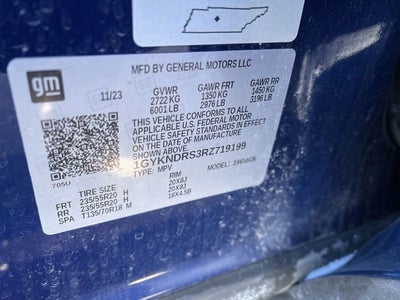 gm
MFD BY GENERAL MOTORS LLC
11/23 GVWR GAWR FRT GAWR RR
2722 KG 1350 KG 1450 KG
6001 LB 2976 LB 3196 LB
THIS VEHICLE CONFORMS TO ALL
APPLICABLE U.S. FEDERAL MOTOR
VEHICLE SAFETY STANDARDS IN EFFECT
ON THE DATE OF MANUFACTURE
SHOWN ABOVE.
1GYKNDRS3RZ719199
TYPE: MPV MODEL:
705U
TIRE SIZE RIM
FRT 235/55R20 H 20X8J
RR 235/55R20 H 20X8J
SPA T135/70R18 M 18X4.5B